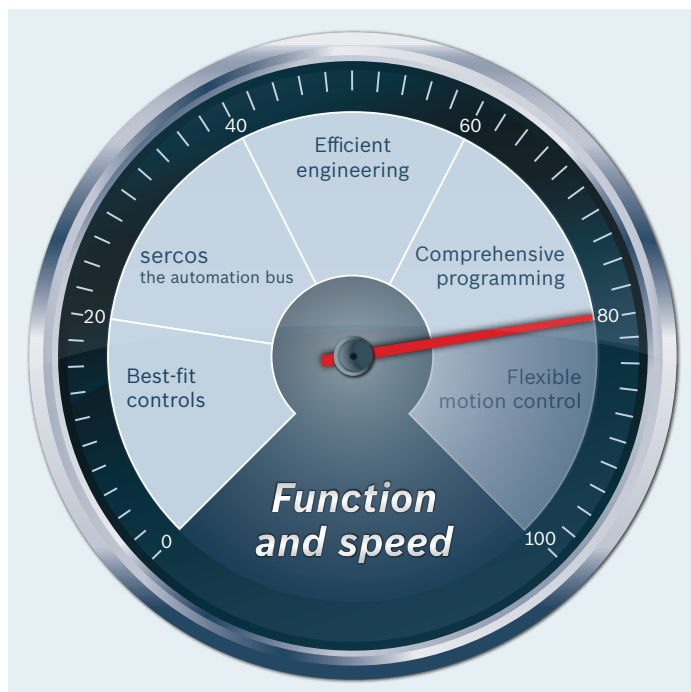 40
60
Efficient
engineering
sercos
the automation bus
Comprehensive
programming
20
80
Best-fit
controls
Flexible
motion control
Function
and speed
0
100